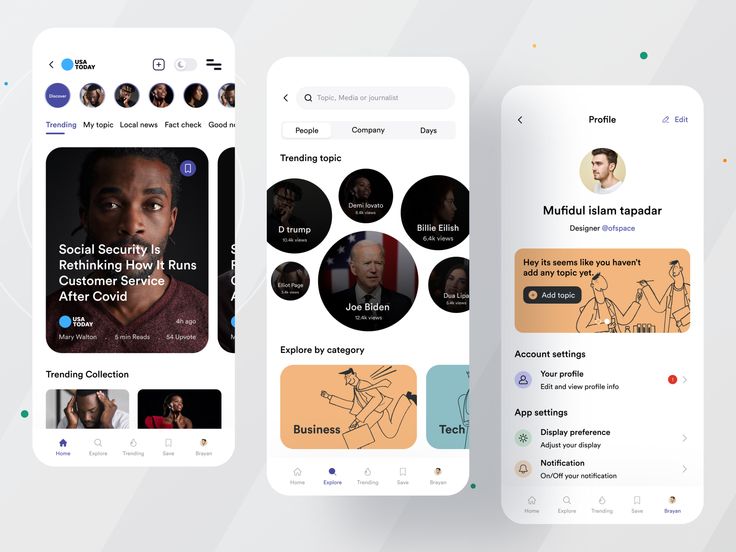 USA
TODAY
Discover
Trending
My topic
Local news
Fact check
Good no
Social Security Is
Rethinking How It Runs
Customer Service
After Covid
S
R
C
A
USA
TODAY
4h ago
Mary Walton . 5 min Reads . 54 Upvote
Trending Collection
Home
Explore
Trending
Save
Brayan
Topic, Media or journalist
People
Company
Days
Trending topic
D trump
10.4k views
Demi lovato
8.4k views
Billie Eilish
6.4k views
Elliot Page
Joe Biden
12.4k views
Dua Lipa
Explore by category
Business
Tech
Home
Explore
Trending
Save
Brayan
Profile
Edit
Mufidul islam tapadar
Designer @ofspace
Hey its seems like you haven't
add any topic yet.
Add topic
Account settings
Your profile
Edit and view profile info
App settings
Display preference
Adjust your display
Notification
On/Off your notification
Home
Explore
Trending
Save
Brayan